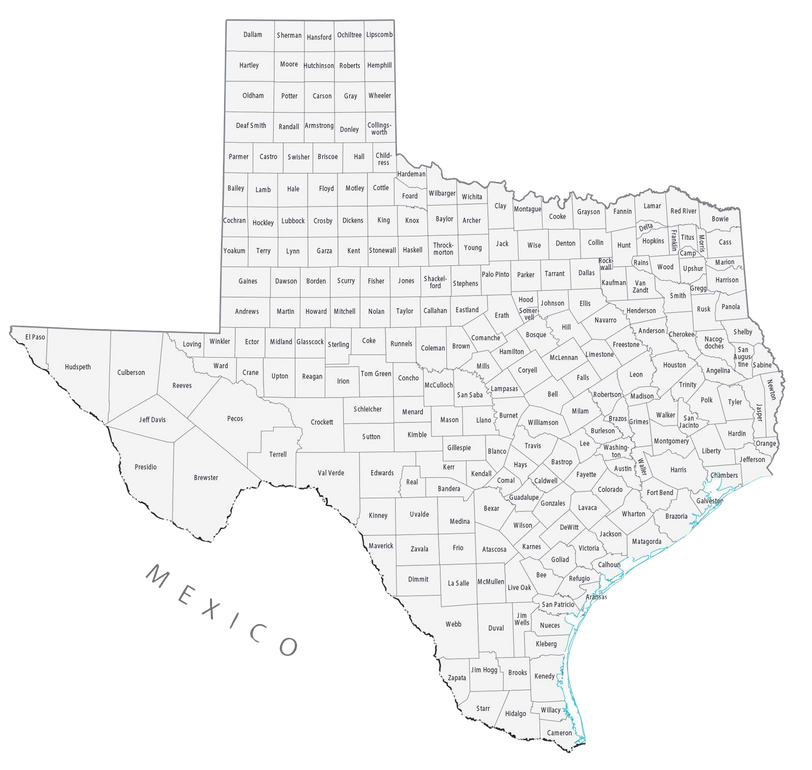 Dallam Sherman Hansford Ochiltree Lipscomb
Hartley Moore Hutchinson Roberts Hemphill
Oldham Potter Carson Gray Wheeler
Deaf Smith Randall Armstrong Donley Collings-
worth
Parmer Castro Swisher Briscoe Hall Child-
ress
Hardeman
Bailey Lamb Hale Floyd Motley Cottle Foard Wilbarger Wichita Clay Montague Cooke Grayson Fannin Lamar Red River Bowie
Cochran Hockley Lubbock Crosby Dickens King Knox Baylor Archer
Delta Hopkins Franklin Titus Morris Cass
Camp
Yoakum Terry Lynn Garza Kent Stonewall Haskell Throck-
morton Young Jack Wise Denton Collin Hunt
Rock-
wall Rains Wood Upshur Marion
Gaines Dawson Borden Scurry Fisher Jones Shackel-
ford Stephens Palo Pinto Parker Tarrant Dallas Kaufman Van
Zandt Smith Gregg Harrison
Andrews Martin Howard Mitchell Nolan Taylor Callahan Eastland Erath Hood Johnson Ellis Henderson Rusk Panola
Somer-
vell
El Paso Hudspeth Culberson Reeves Loving Winkler Ector Midland Glasscock Sterling Coke Runnels Coleman Brown Comanche Bosque Hill Navarro Anderson Cherokee Nacog-
doches Shelby
Hamilton McLennan Limestone Freestone Houston Angelina San
Augus-
tine Sabine
Ward Crane Upton Reagan Irion Tom Green Concho McCulloch Mills San Saba Coryell Falls Leon Trinity Newton
Jeff Davis Pecos Lampasas Bell Robertson Madison Polk Tyler Jasper
Crockett Schleicher Menard Mason Llano Burnet Williamson Milam Brazos Grimes Walker San
Jacinto Hardin Orange
Terrell Sutton Kimble Gillespie Blanco Travis Lee Burleson Washing-
ton Montgomery Liberty Jefferson
Presidio Brewster Val Verde Edwards Real Kerr Kendall Hays Bastrop Fayette Austin Waller Harris Chambers
Bandera Comal Caldwell Colorado Fort Bend Galveston
Kinney Uvalde Medina Bexar Guadalupe Gonzales Lavaca Wharton Brazoria
Wilson DeWitt Jackson Matagorda
Maverick Zavala Frio Atascosa Karnes Goliad Victoria Calhoun
Dimmit La Salle McMullen Live Oak Bee Refugio Aransas
San Patricio
Webb Duval Jim
Wells Nueces
Kleberg
Zapata Jim Hogg Brooks Kenedy
Starr Hidalgo Willacy
Cameron
MEXICO